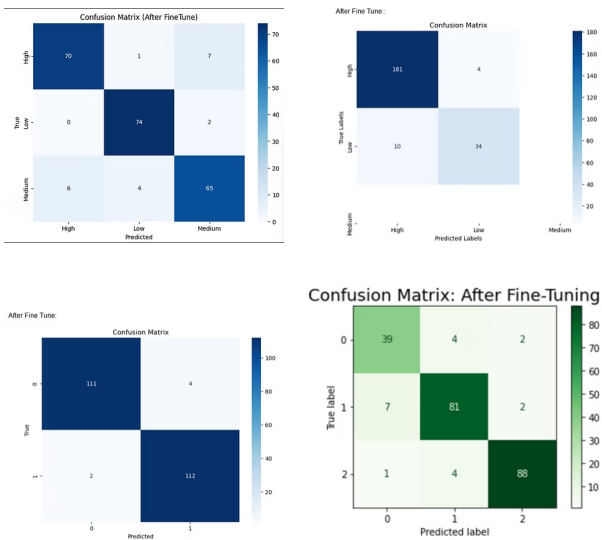 Confusion Matrix (After FineTune)
High 70 1 7
True
Low 0 74 2
Medium 6 4 65
High Low Medium
Predicted
70
60
50
40
30
20
10
0
After Fine Tune::
Confusion Matrix
High 181 4
True Labels
Low 10 34
Medium
High Low Medium
Predicted Labels
180
160
140
120
100
80
60
40
20
After Fine Tune:
Confusion Matrix
0 111 4
True
1 2 112
0 1
Predicted
100
80
60
40
20
Confusion Matrix: After Fine-Tuning
0 39 4 2
True label
1 7 81 2
2 1 4 88
0 1 2
Predicted label
80
70
60
50
40
30
20
10